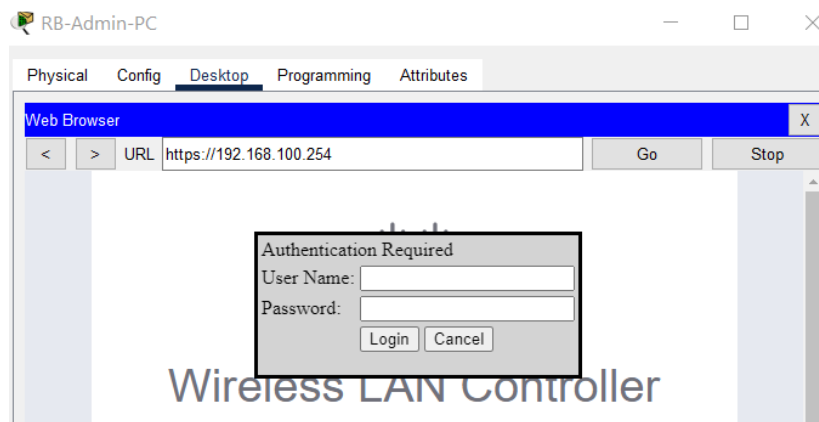 RB-Admin-PC
Physical Config Desktop Programming Attributes
Web Browser X
< > URL https://192.168.100.254 Go Stop
Authentication Required
User Name:
Password:
Login Cancel
Wireless LAN Controller